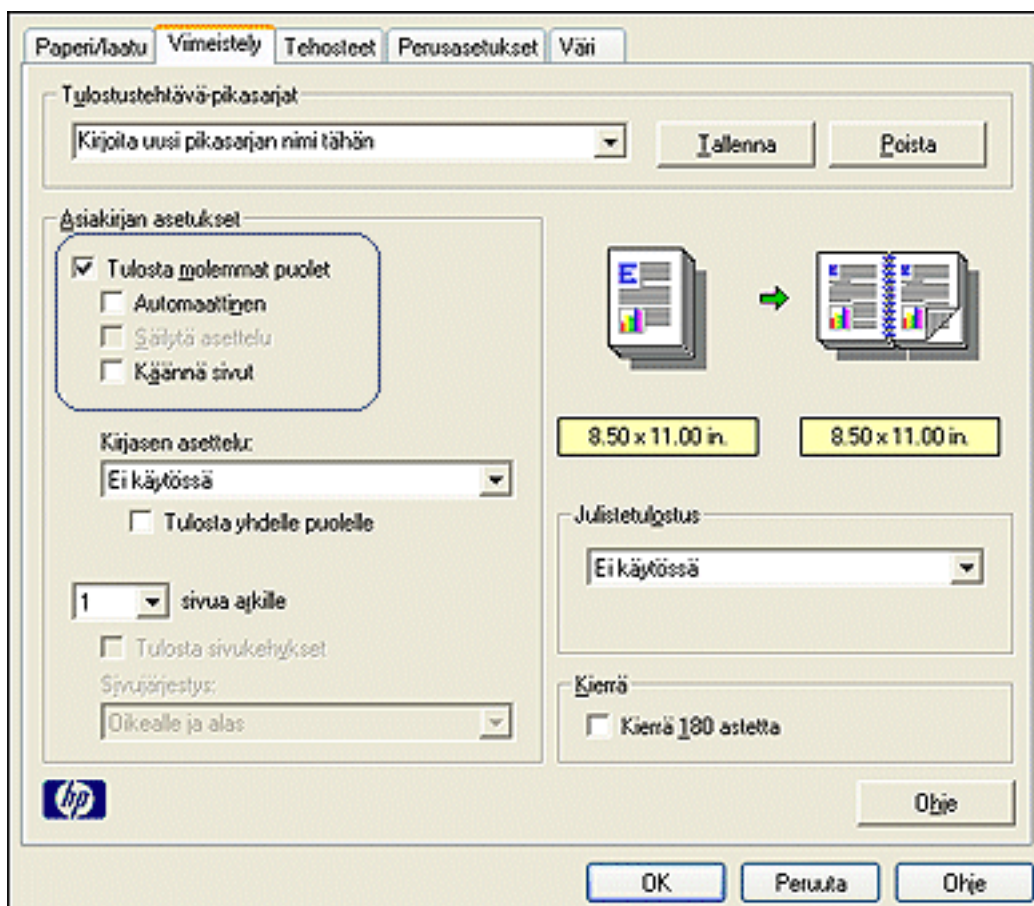 Paperi/laatu Viimeistely Tehosteet Perusasetukset Väri
Tulostustehtävä-pikasarjat
Kirjoita uusi pikasarjan nimi tähän Tallenna Poista
Asiakirjan asetukset
Tulosta molemmat puolet
Automaattinen
Säilytä asettelu
Käännä sivut
Kirjasen asettelu:
Ei käytössä
Tulosta yhdelle puolelle
1 sivua arkille
Tulosta sivukehykset
Sivujärjestys:
Oikealle ja alas
E
8.50 x 11.00 in. 8.50 x 11.00 in.
Julistetulostus
Ei käytössä
Kierrä
Kierrä 180 astetta
hp
Ohje
OK Peruuta Ohje